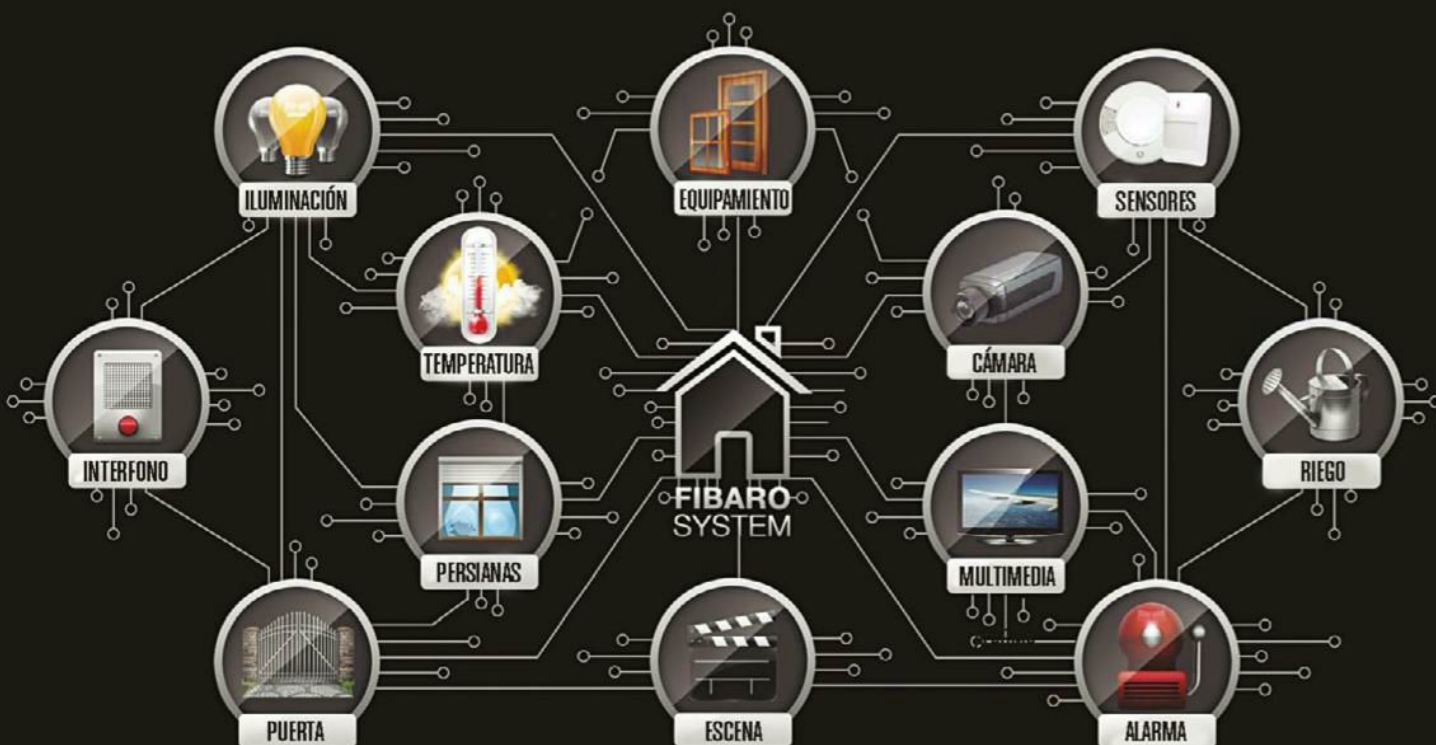 ILUMINACIÓN
EQUIPAMIENTO
SENSORES
TEMPERATURA
CÁMARA
INTERFONO
RIEGO
FIBARO
SYSTEM
PERSIANAS
MULTIMEDIA
PUERTA
ESCENA
ALARMA